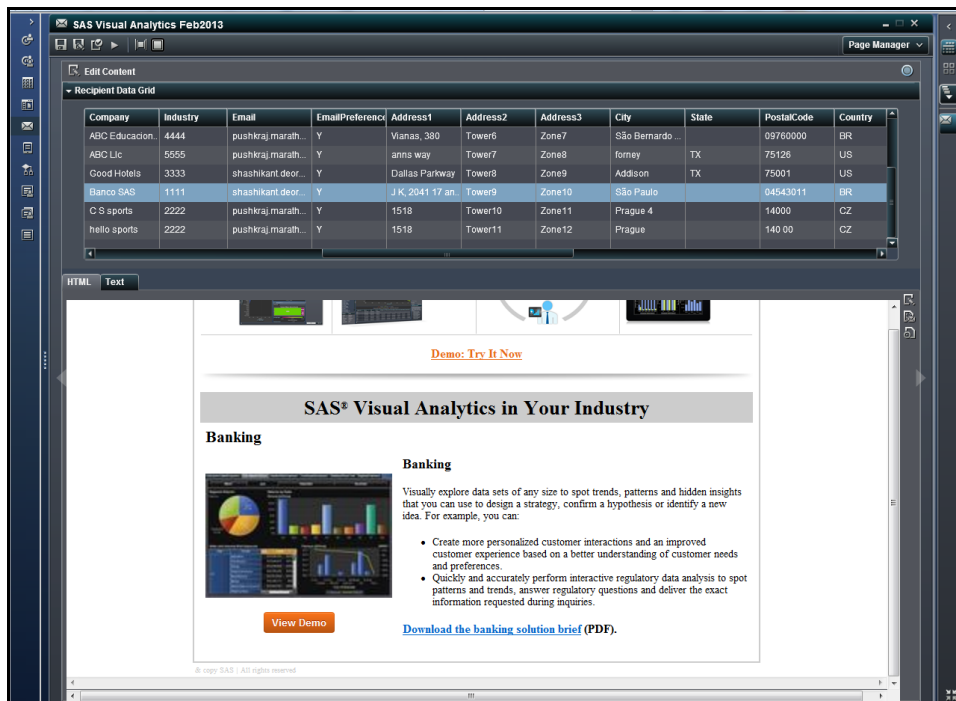 SAS Visual Analytics Feb2013
Page Manager
Edit Content
Recipient Data Grid
Company Industry Email EmailPreference Address1 Address2 Address3 City State PostalCode Country
ABC Educacion.. 4444 pushkraj.marath... Y Vianas, 380 Tower6 Zone7 São Bernardo ... 09760000 BR
ABC Llc 5555 pushkraj.marath... Y anns way Tower7 Zone8 forney TX 75126 US
Good Hotels 3333 shashikant.deor... Y Dallas Parkway Tower8 Zone9 Addison TX 75001 US
Banco SAS 1111 shashikant.deor... Y J K, 2041 17 an.. Tower9 Zone10 São Paulo 04543011 BR
C S sports 2222 pushkraj.marath... Y 1518 Tower10 Zone11 Prague 4 14000 CZ
hello sports 2222 pushkraj.marath... Y 1518 Tower11 Zone12 Prague 140 00 CZ
HTML Text
Demo: Try It Now
SAS® Visual Analytics in Your Industry
Banking
Banking
Visually explore data sets of any size to spot trends, patterns and hidden insights
that you can use to design a strategy, confirm a hypothesis or identify a new
idea. For example, you can:
• Create more personalized customer interactions and an improved
customer experience based on a better understanding of customer needs
and preferences.
• Quickly and accurately perform interactive regulatory data analysis to spot
patterns and trends, answer regulatory questions and deliver the exact
information requested during inquiries.
View Demo
Download the banking solution brief (PDF).
& copy SAS | All rights reserved